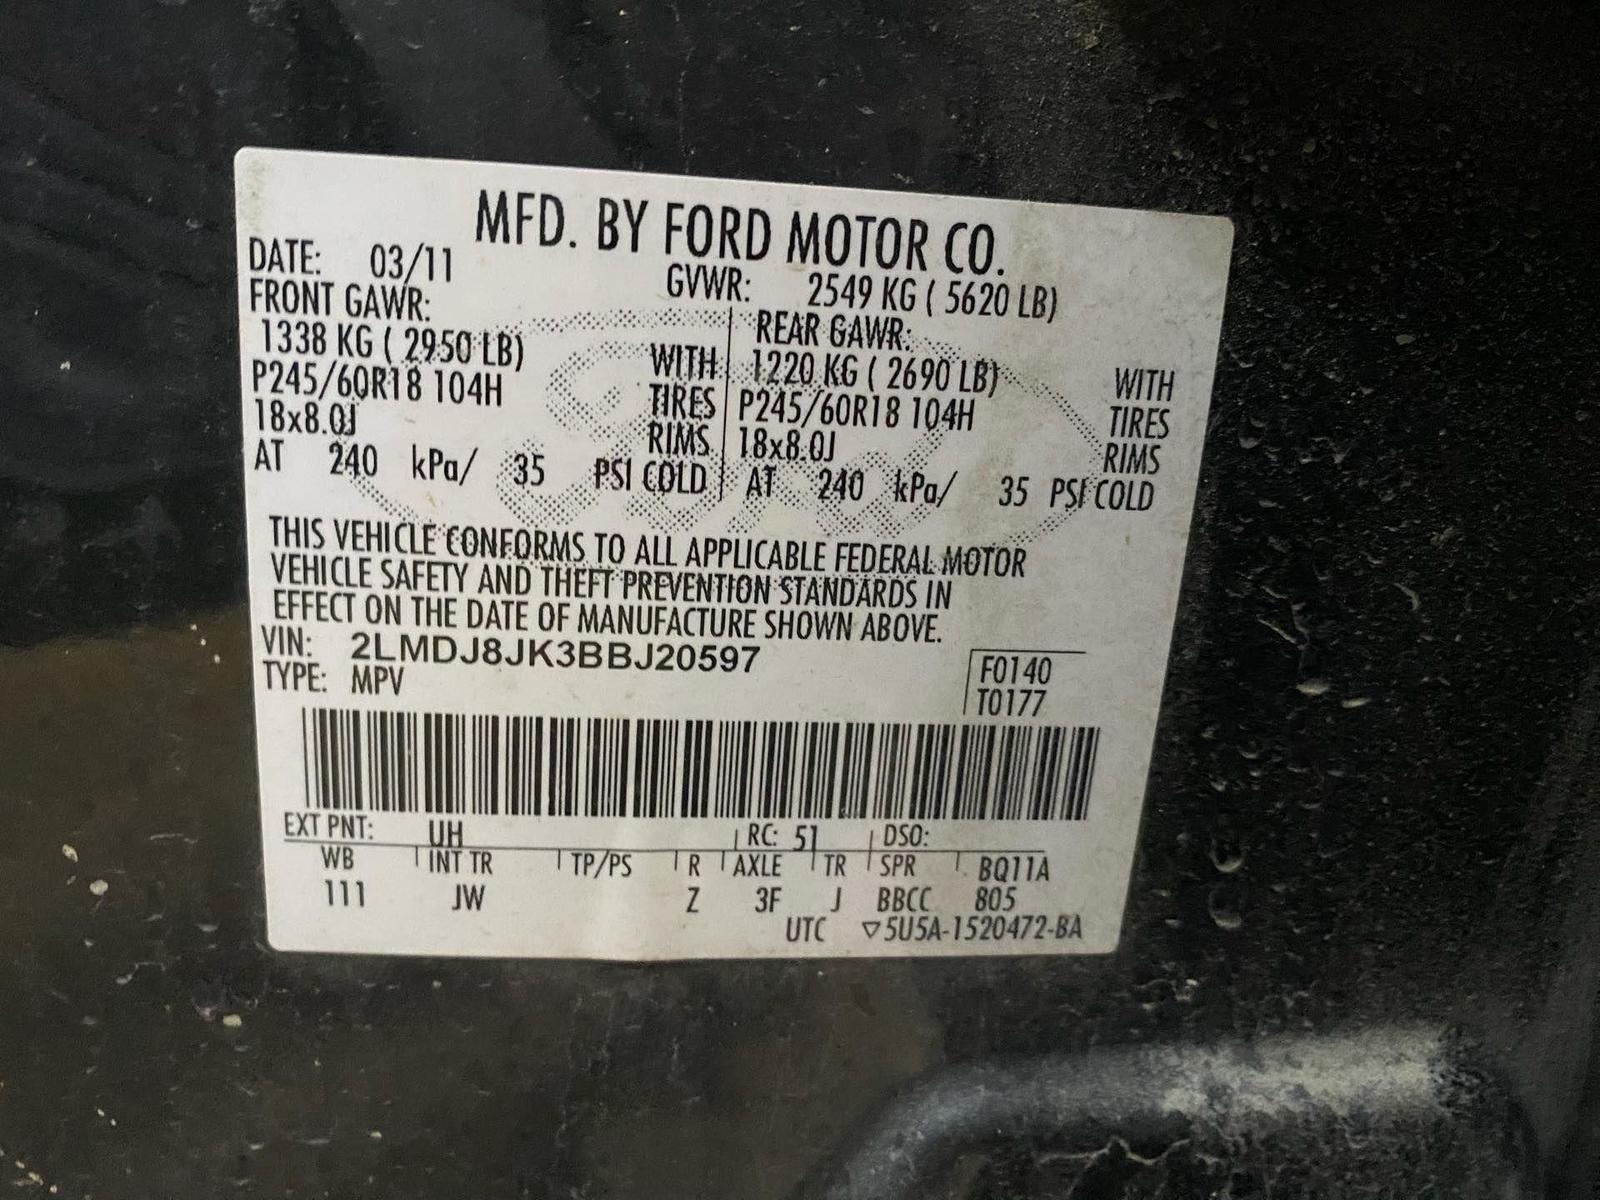 MFD. BY FORD MOTOR CO.
DATE: 03/11 GVWR: 2549 KG ( 5620 LB)
FRONT GAWR: REAR GAWR:
1338 KG ( 2950 LB) WITH 1220 KG ( 2690 LB) WITH
P245/60R18 104H TIRES P245/60R18 104H TIRES
18x8.0J RIMS 18x8.0J RIMS
AT 240 kPa/ 35 PSI COLD AT 240 kPa/ 35 PSI COLD
THIS VEHICLE CONFORMS TO ALL APPLICABLE FEDERAL MOTOR
VEHICLE SAFETY AND THEFT PREVENTION STANDARDS IN
EFFECT ON THE DATE OF MANUFACTURE SHOWN ABOVE.
VIN: 2LMDJ8JK3BBJ20597
TYPE: MPV
F0140
T0177
EXT PNT: UH RC: 51 DSO:
WB INT TR TP/PS R AXLE TR SPR BQ11A
111 JW Z 3F J BBCC 805
UTC ▽5U5A-1520472-BA